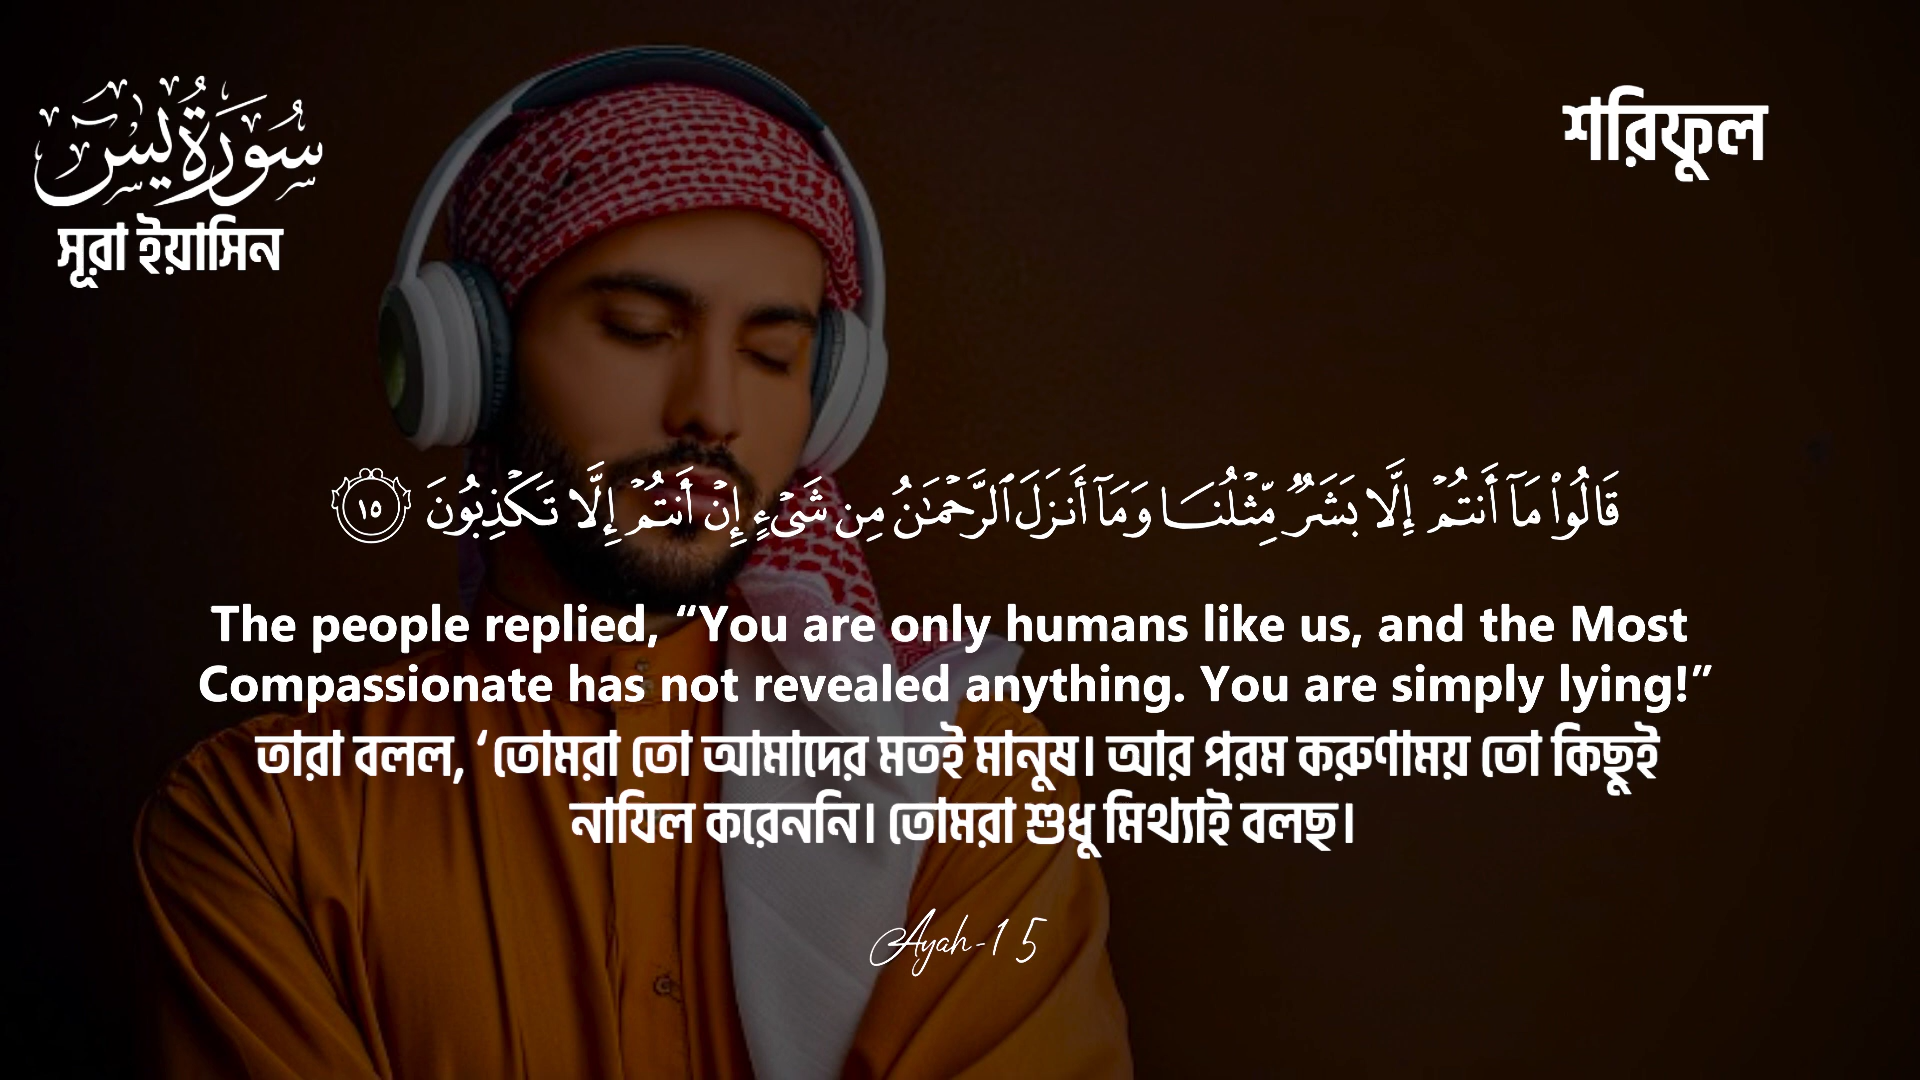 سُورَةُ يسٓ
সূরা ইয়াসিন
শরিফুল
قَالُوا۟ مَآ أَنتُمْ إِلَّا بَشَرٌۭ مِّثْلُنَا وَمَآ أَنزَلَ ٱلرَّحْمَـٰنُ مِن شَىْءٍ إِنْ أَنتُمْ إِلَّا تَكْذِبُونَ ١٥
The people replied, “You are only humans like us, and the Most
Compassionate has not revealed anything. You are simply lying!”
তারা বলল, ‘তোমরা তো আমাদের মতই মানুষ। আর পরম করুণাময় তো কিছুই
নাযিল করেননি। তোমরা শুধু মিথ্যাই বলছ।
Ayah-15